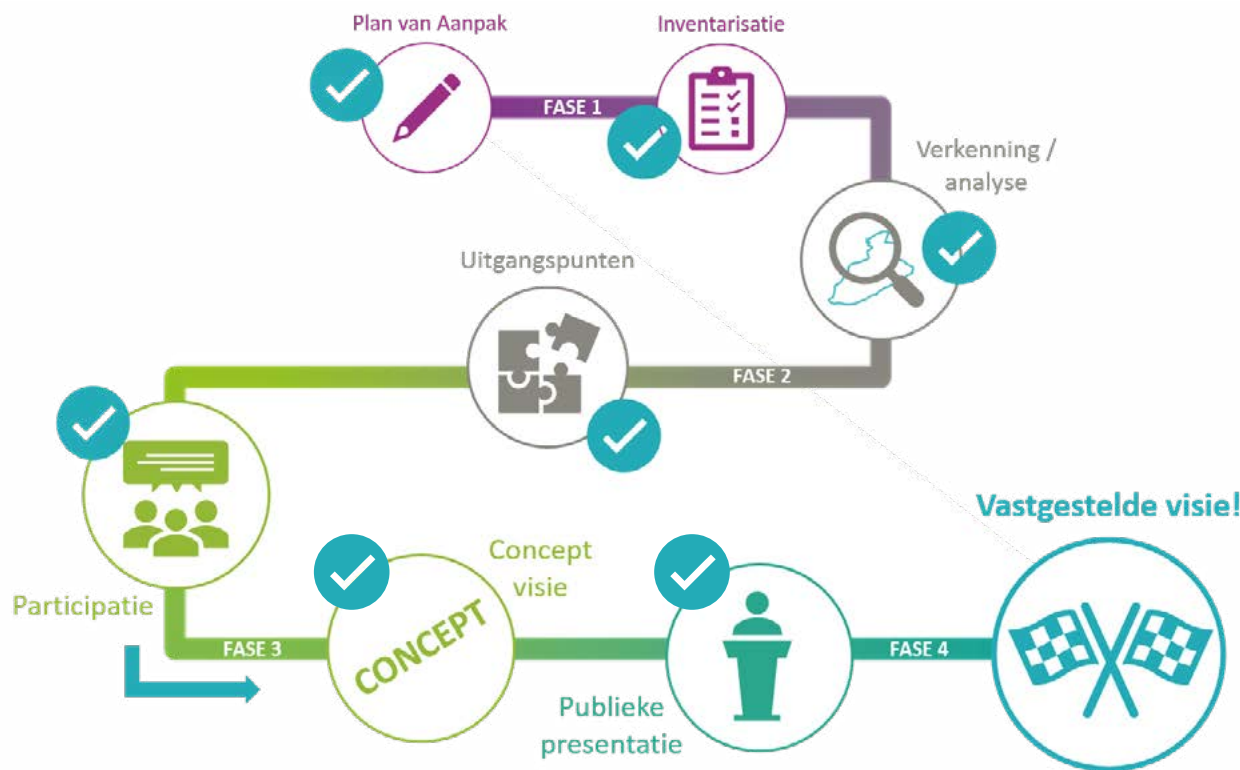 Plan van Aanpak
Inventarisatie
FASE 1
Verkenning /
analyse
Uitgangspunten
FASE 2
Participatie
FASE 3
CONCEPT
Concept
visie
Publieke
presentatie
FASE 4
Vastgestelde visie!